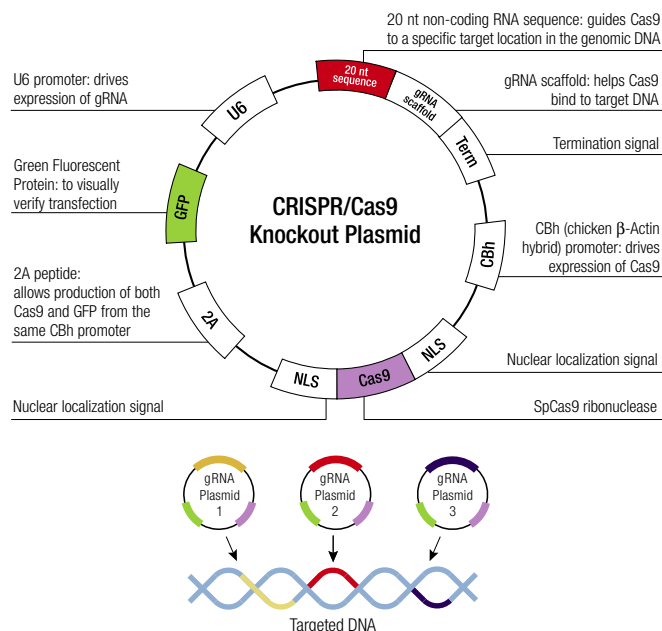 20 nt non-coding RNA sequence: guides Cas9
to a specific target location in the genomic DNA
U6 promoter: drives
expression of gRNA
20 nt
sequence
gRNA
scaffold
gRNA scaffold: helps Cas9
bind to target DNA
U6
Term
Termination signal
Green Fluorescent
Protein: to visually
verify transfection
GFP
CRISPR/Cas9
Knockout Plasmid
CBh
CBh (chicken β-Actin
hybrid) promoter: drives
expression of Cas9
2A peptide:
allows production of both
Cas9 and GFP from the
same CBh promoter
2A
NLS
Cas9
NLS
Nuclear localization signal
Nuclear localization signal
SpCas9 ribonuclease
gRNA
Plasmid
1
gRNA
Plasmid
2
gRNA
Plasmid
3
Targeted DNA